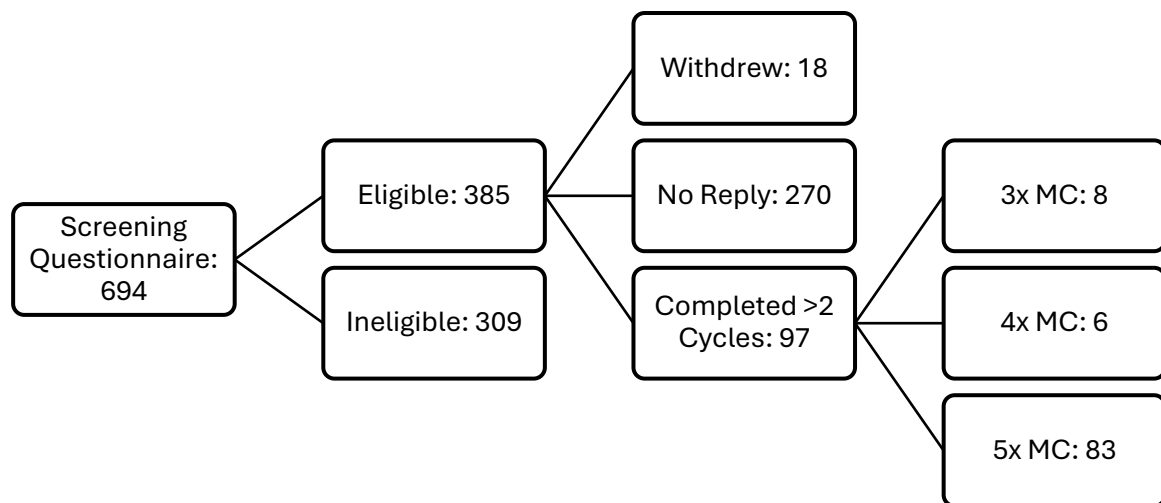 Screening
Questionnaire:
694
Eligible: 385
Ineligible: 309
Withdrew: 18
No Reply: 270
Completed >2
Cycles: 97
3x MC: 8
4x MC: 6
5x MC: 83